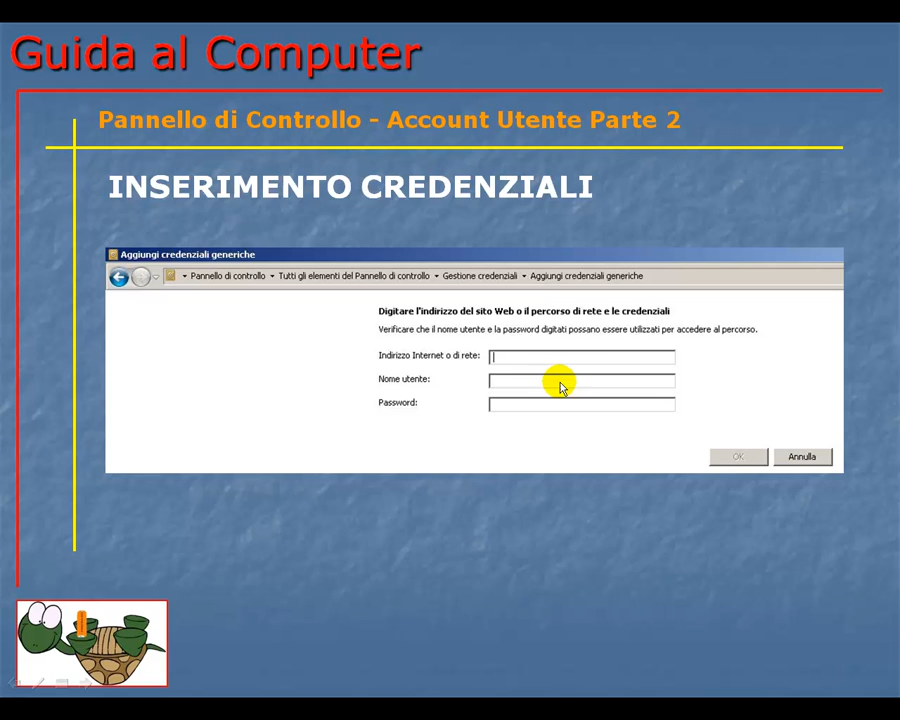 Guida al Computer
Pannello di Controllo - Account Utente Parte 2
INSERIMENTO CREDENZIALI
Aggiungi credenziali generiche
Pannello di controllo Tutti gli elementi del Pannello di controllo Gestione credenziali Aggiungi credenziali generiche
Digitare l'indirizzo del sito Web o il percorso di rete e le credenziali
Verificare che il nome utente e la password digitati possano essere utilizzati per accedere al percorso.
Indirizzo Internet o di rete:
Nome utente:
Password:
OK Annulla